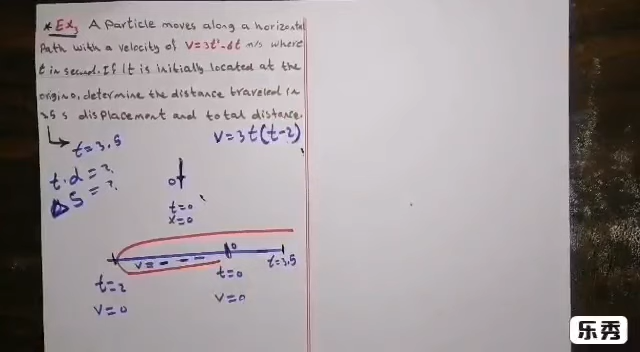 * Ex, A Particle moves along a horizontal
Path with a velocity of V=3t²-6t m/s where
t in second. If It is initially located at the
origino, determine the distance traveled in
3.5 s displacement and total distance.
t=3.5
V=3t(t-2)
t.d=?
ΔS=?
0
t=0
x=0
0
V=- - - -
t=3.5
t=2
t=0
V=0
V=0
乐秀